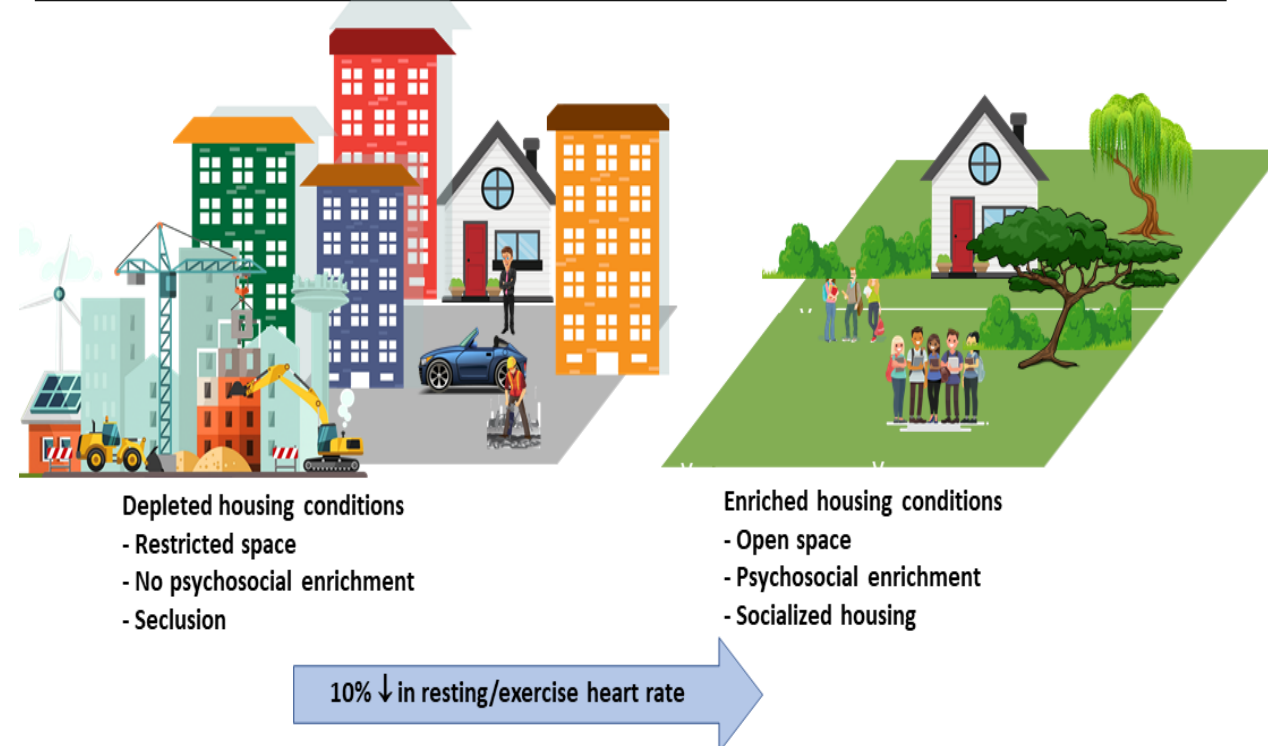 Depleted housing conditions
- Restricted space
- No psychosocial enrichment
- Seclusion
Enriched housing conditions
- Open space
- Psychosocial enrichment
- Socialized housing
10% ↓ in resting/exercise heart rate